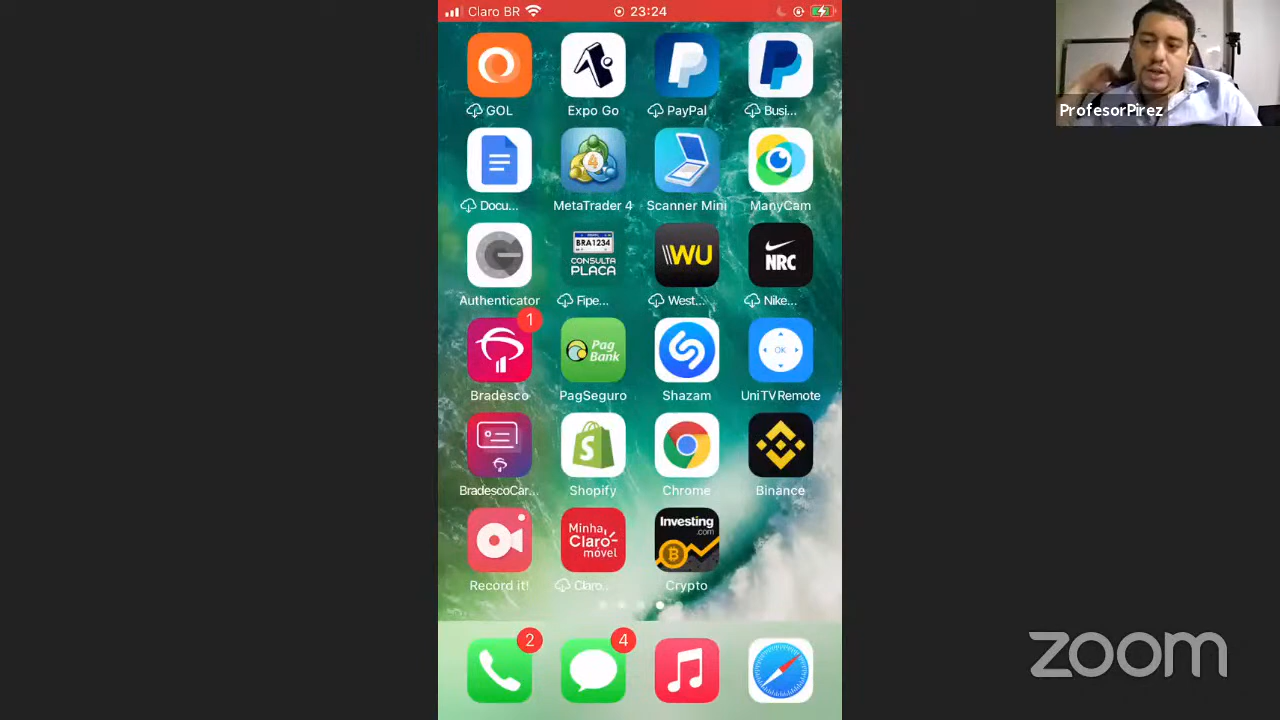 Claro BR 23:24
ProfesorPirez
GOL Expo Go PayPal Busi...
4
Docu... MetaTrader 4 Scanner Mini ManyCam
BRA1234
CONSULTA
PLACA
WU
NRC
Authenticator Fipe... West... Nike...
1
Pag
Bank
OK
Bradesco PagSeguro Shazam UniTVRemote
S
BradescoCar... Shopify Chrome Binance
Minha
Claro
móvel
Investing
.com
Record it! Claro... Crypto
2 4
zoom